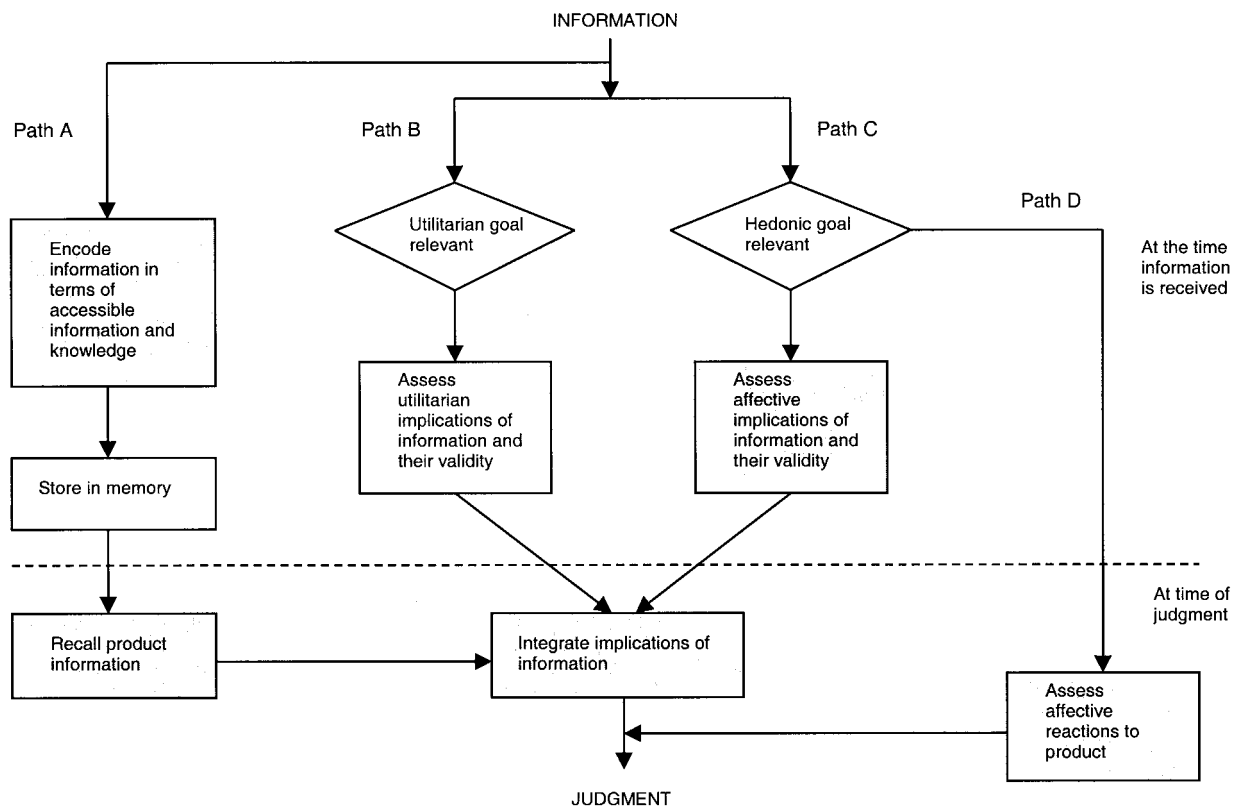 INFORMATION
Path A
Path B
Path C
Path D
Utilitarian goal
relevant
Hedonic goal
relevant
At the time
information
is received
Encode
information in
terms of
accessible
information and
knowledge
Assess
utilitarian
implications of
information and
their validity
Assess
affective
implications of
information and
their validity
Store in memory
At time of
judgment
Recall product
information
Integrate implications of
information
Assess
affective
reactions to
product
JUDGMENT